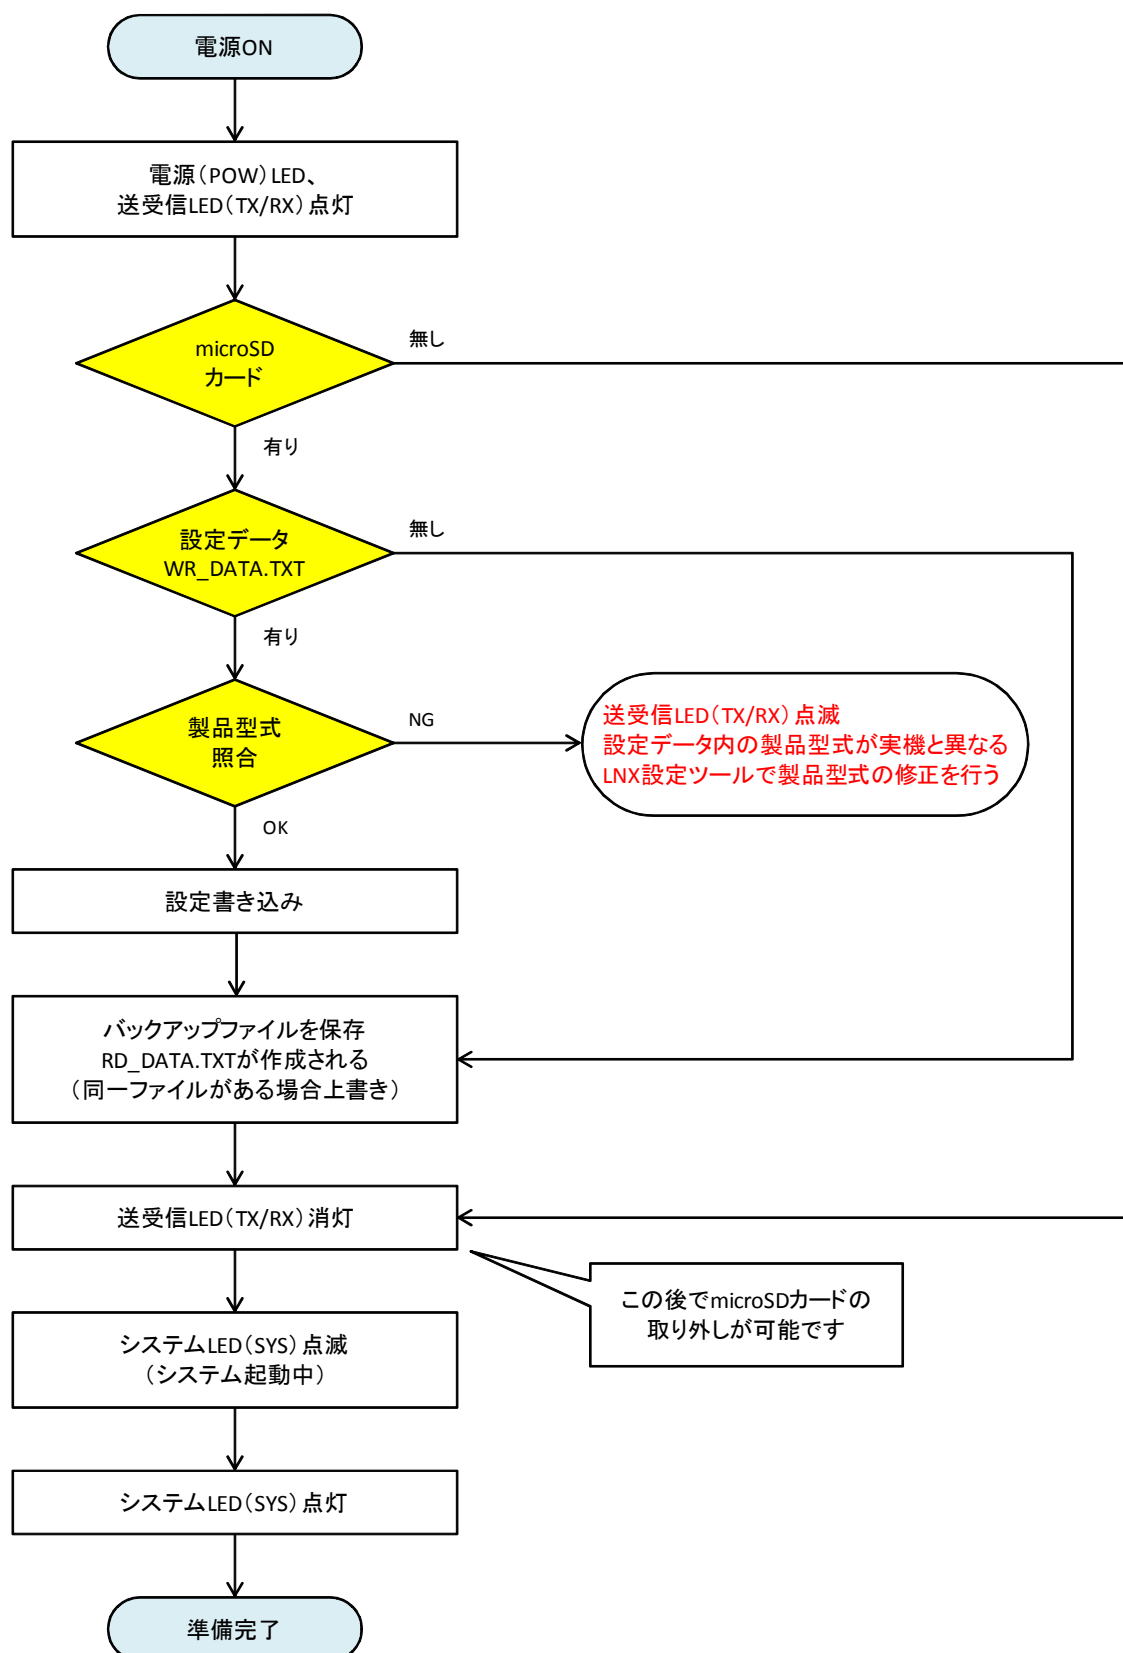 電源ON
電源（POW）LED、
送受信LED（TX/RX）点灯
microSD
カード
無し
有り
設定データ
WR_DATA.TXT
無し
有り
製品型式
照合
NG
送受信LED（TX/RX）点滅
設定データ内の製品型式が実機と異なる
LNX設定ツールで製品型式の修正を行う
OK
設定書き込み
バックアップファイルを保存
RD_DATA.TXTが作成される
（同一ファイルがある場合上書き）
送受信LED（TX/RX）消灯
この後でmicroSDカードの
取り外しが可能です
システムLED（SYS）点滅
（システム起動中）
システムLED（SYS）点灯
準備完了